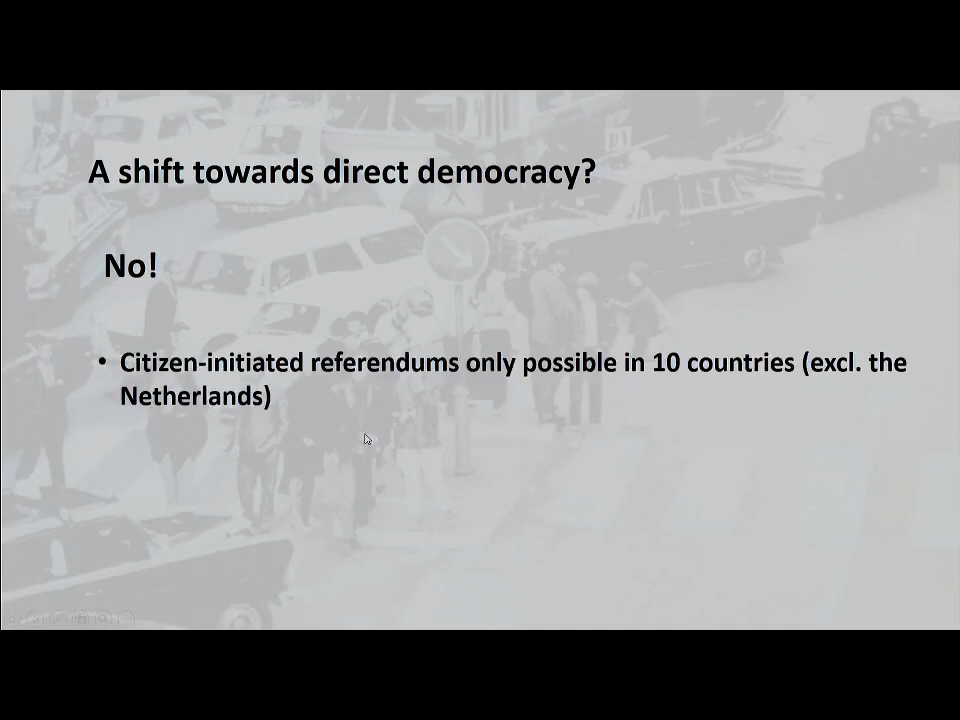 A shift towards direct democracy?
No!
• Citizen-initiated referendums only possible in 10 countries (excl. the
Netherlands)